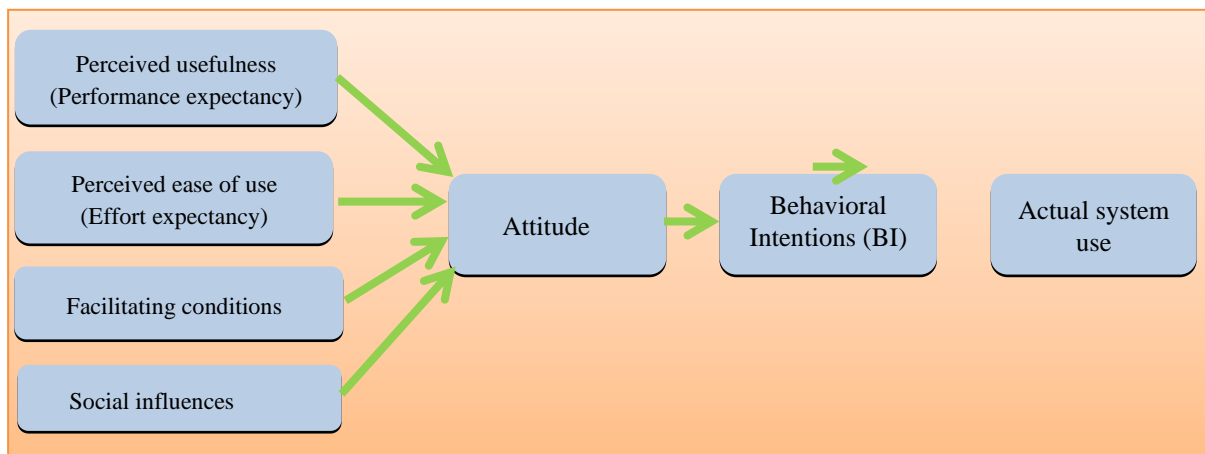 Perceived usefulness
(Performance expectancy)
Perceived ease of use
(Effort expectancy)
Facilitating conditions
Social influences
Attitude
Behavioral
Intentions (BI)
Actual system
use